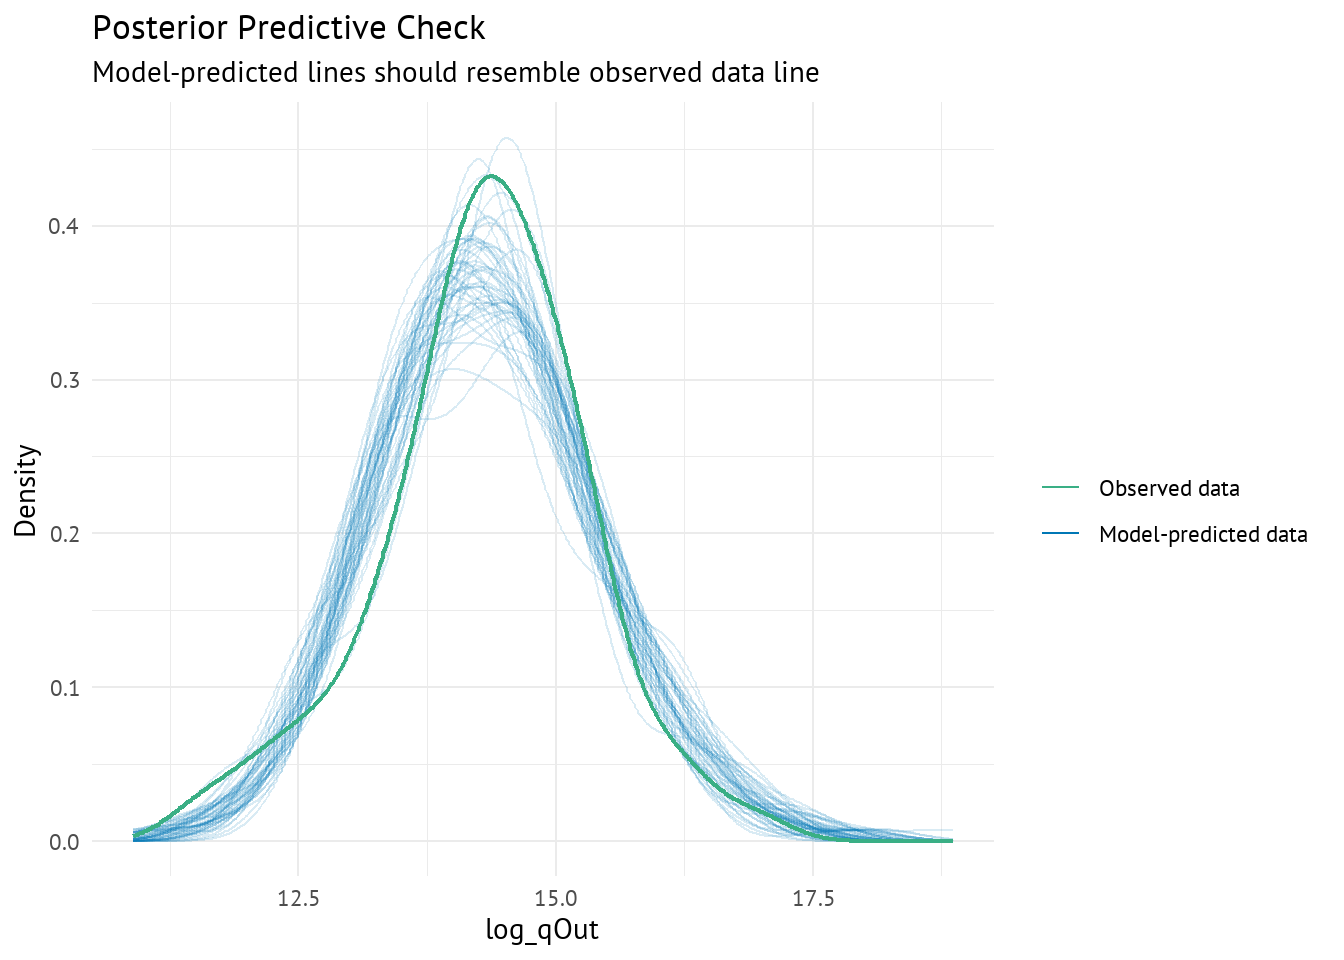 Posterior Predictive Check
Model-predicted lines should resemble observed data line
0.4
0.3
0.2
0.1
0.0
Density
12.5
15.0
17.5
log_qOut
Observed data
Model-predicted data